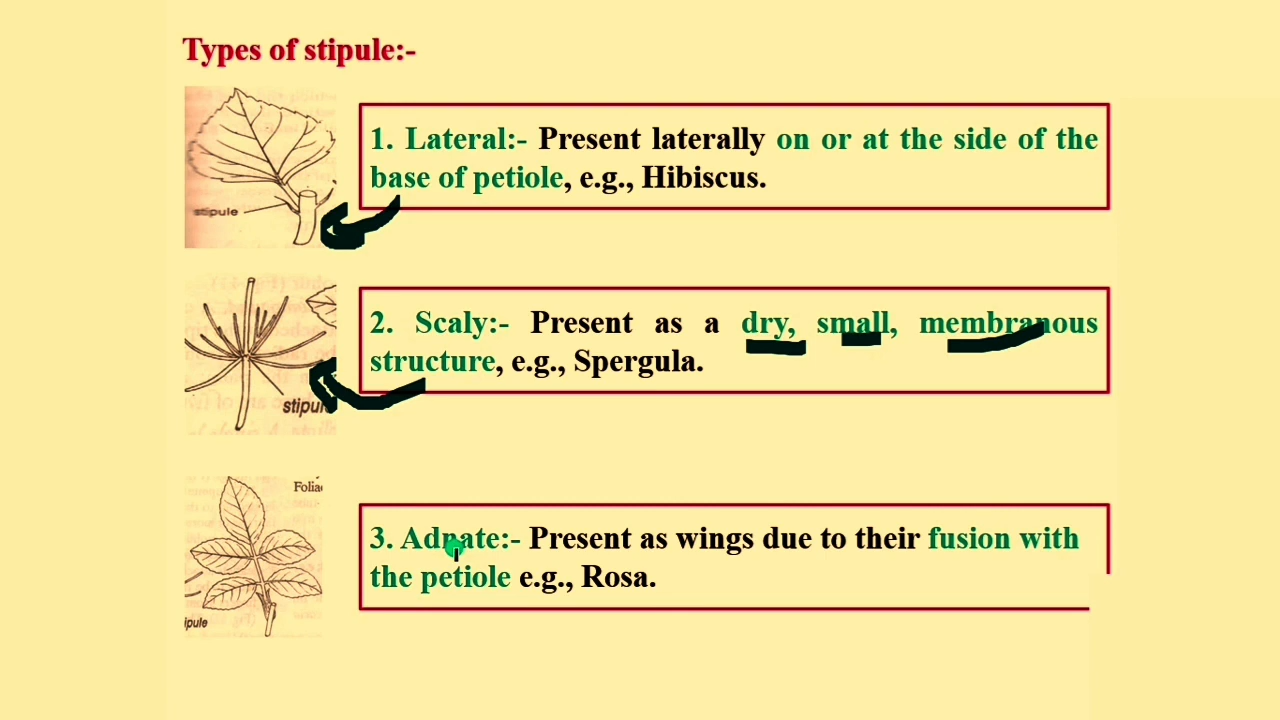 Types of stipule:-
1. Lateral:- Present laterally on or at the side of the
base of petiole, e.g., Hibiscus.
stipule
2. Scaly:- Present as a dry, small, membranous
structure, e.g., Spergula.
stipul
Folia
3. Adnate:- Present as wings due to their fusion with
the petiole e.g., Rosa.
ipule